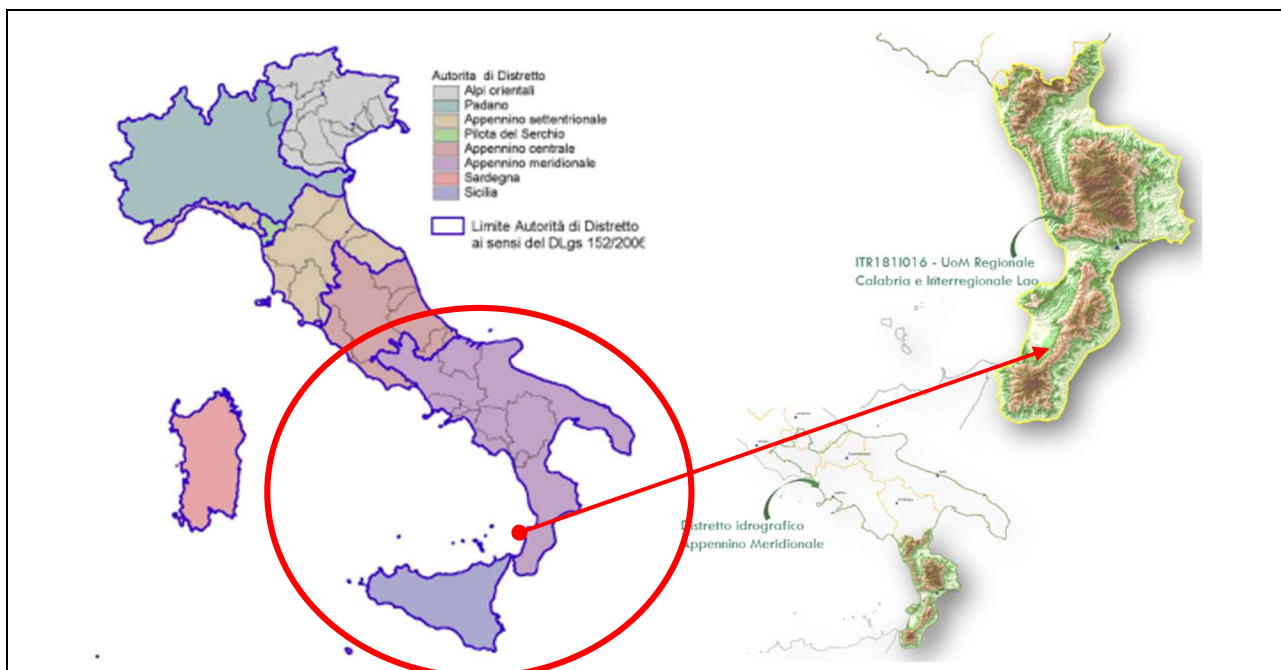 Autorita di Distretto
Alpi orientali
Padano
Appennino settentrionale
Pilota del Serchio
Appennino centrale
Appennino meridionale
Sardegna
Sicilia
Limite Autorità di Distretto
ai sensi del DLgs 152/2006
ITR181I016 - UoM Regionale
Calabria e Interregionale Lao
CATANZARO
Distretto idrografico
Appennino Meridionale